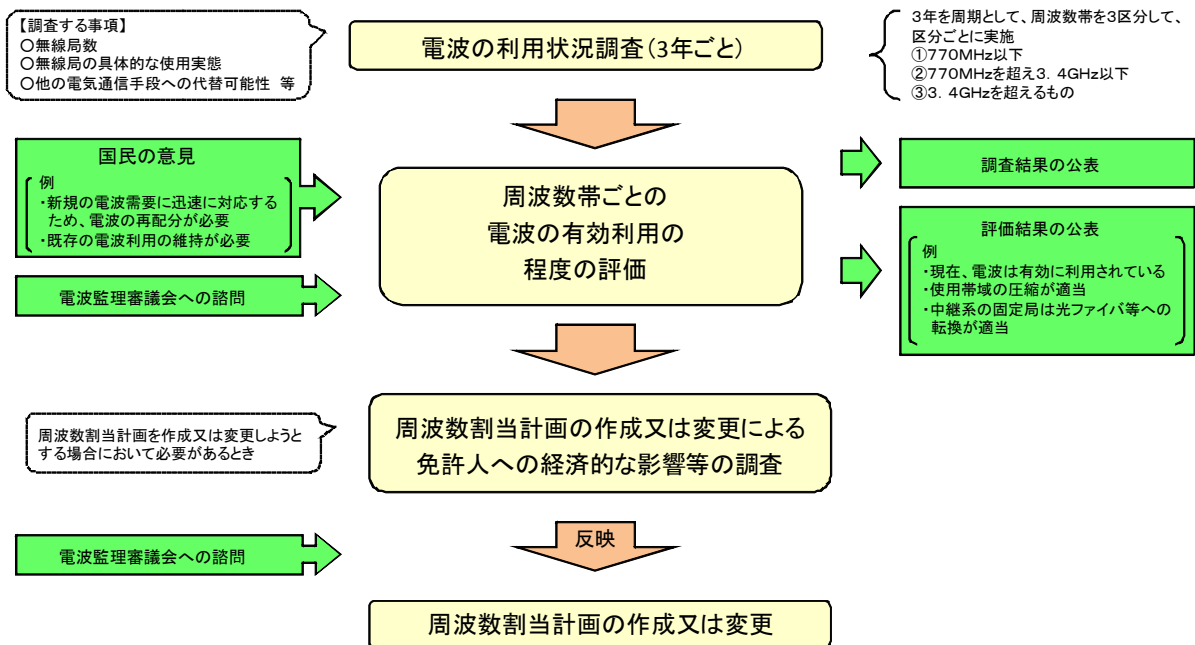 【調査する事項】
○無線局数
○無線局の具体的な使用実態
○他の電気通信手段への代替可能性 等
電波の利用状況調査(3年ごと)
3年を周期として、周波数帯を3区分して、
区分ごとに実施
①770MHz以下
②770MHzを超え3.4GHz以下
③3.4GHzを超えるもの
国民の意見
例
・新規の電波需要に迅速に対応する
ため、電波の再配分が必要
・既存の電波利用の維持が必要
電波監理審議会への諮問
周波数帯ごとの
電波の有効利用の
程度の評価
調査結果の公表
評価結果の公表
例
・現在、電波は有効に利用されている
・使用帯域の圧縮が適当
・中継系の固定局は光ファイバ等への
転換が適当
周波数割当計画を作成又は変更しようと
する場合において必要があるとき
周波数割当計画の作成又は変更による
免許人への経済的な影響等の調査
電波監理審議会への諮問
反映
周波数割当計画の作成又は変更